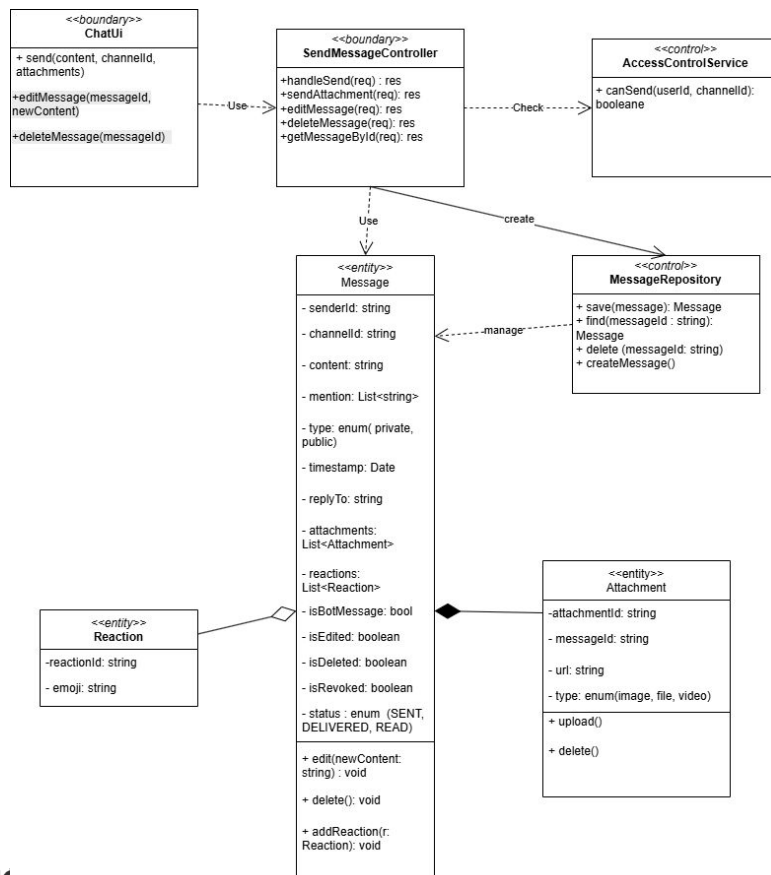 <<boundary>>
ChatUi
+ send(content, channelId,
attachments)
+editMessage(messageId,
newContent)
+deleteMessage(messageId)
Use
<<boundary>>
SendMessageController
+handleSend(req) : res
+sendAttachment(req): res
+editMessage(req): res
+deleteMessage(req): res
+getMessageById(req): res
Check
<<control>>
AccessControlService
+ canSend(userId, channelId):
booleane
Use
create
<<entity>>
Message
- senderId: string
- channelId: string
- content: string
- mention: List<string>
- type: enum( private,
public)
- timestamp: Date
- replyTo: string
- attachments:
List<Attachment>
- reactions:
List<Reaction>
- isBotMessage: bool
- isEdited: boolean
- isDeleted: boolean
- isRevoked: boolean
- status : enum (SENT,
DELIVERED, READ)
+ edit(newContent:
string) : void
+ delete(): void
+ addReaction(r:
Reaction): void
manage
<<control>>
MessageRepository
+ save(message): Message
+ find(messageId : string):
Message
+ delete (messageId: string)
+ createMessage()
<<entity>>
Reaction
-reactionId: string
- emoji: string
<<entity>>
Attachment
-attachmentId: string
- messageId: string
- url: string
- type: enum(image, file, video)
+ upload()
+ delete()